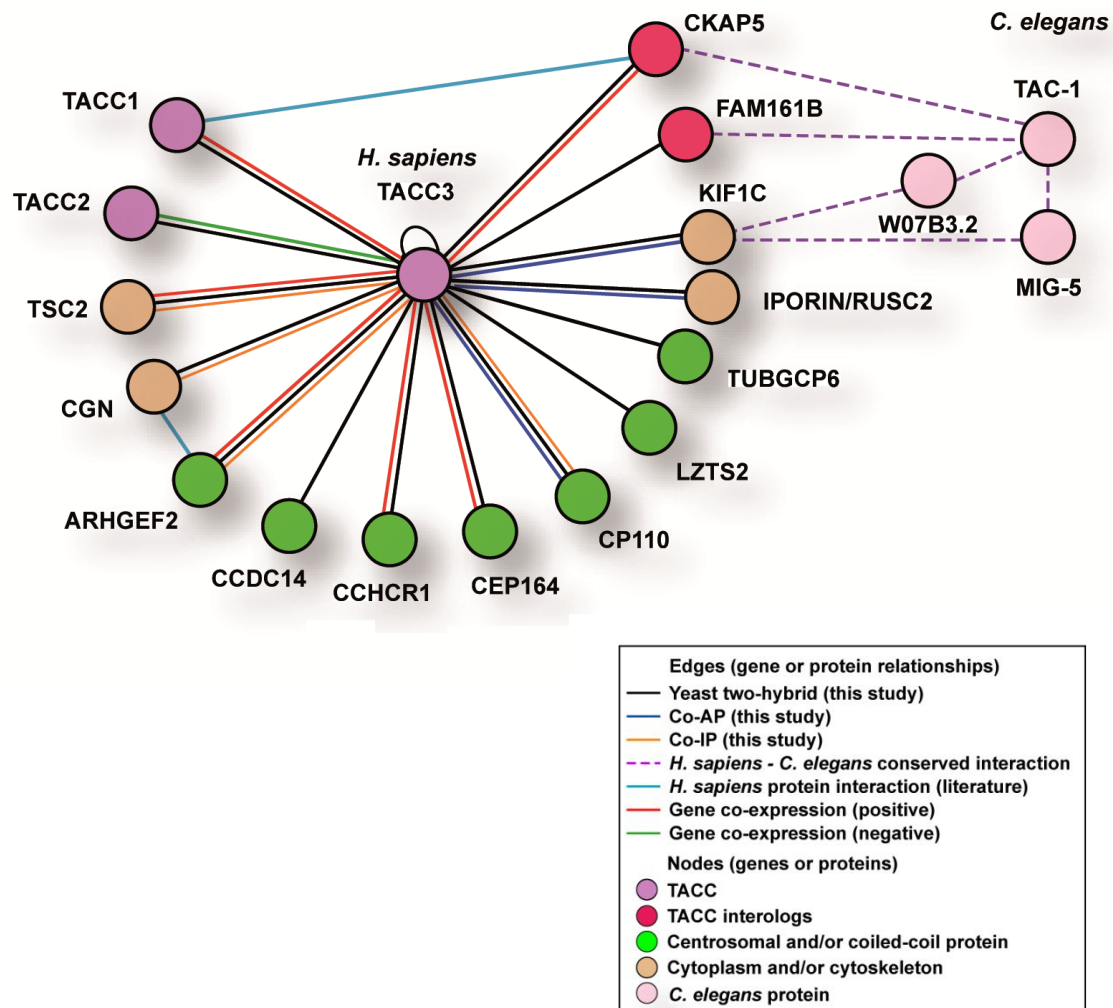 CKAP5
C. elegans
TACC1
TAC-1
FAM161B
H. sapiens
TACC3
TACC2
KIF1C
W07B3.2
MIG-5
TSC2
IPORIN/RUSC2
TUBGCP6
CGN
LZTS2
ARHGEF2
CP110
CCDC14
CEP164
CCHCR1
Edges (gene or protein relationships)
Yeast two-hybrid (this study)
Co-AP (this study)
Co-IP (this study)
H. sapiens - C. elegans conserved interaction
H. sapiens protein interaction (literature)
Gene co-expression (positive)
Gene co-expression (negative)
Nodes (genes or proteins)
TACC
TACC interologs
Centrosomal and/or coiled-coil protein
Cytoplasm and/or cytoskeleton
C. elegans protein